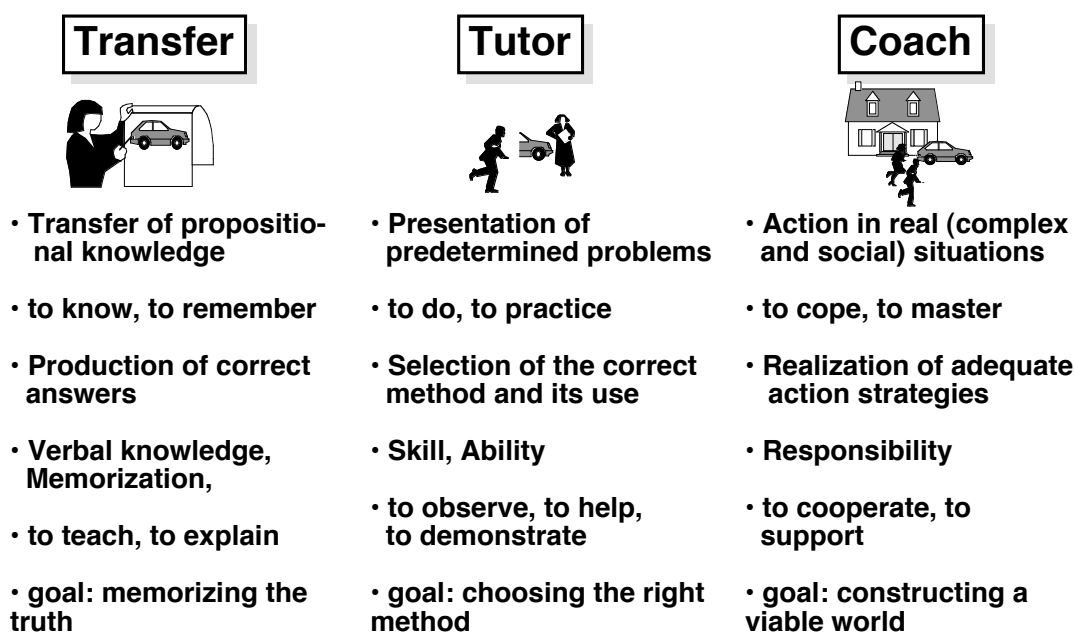 Transfer
• Transfer of propositio-
nal knowledge
• to know, to remember
• Production of correct
answers
• Verbal knowledge,
Memorization,
• to teach, to explain
• goal: memorizing the
truth
Tutor
• Presentation of
predetermined problems
• to do, to practice
• Selection of the correct
method and its use
• Skill, Ability
• to observe, to help,
to demonstrate
• goal: choosing the right
method
Coach
• Action in real (complex
and social) situations
• to cope, to master
• Realization of adequate
action strategies
• Responsibility
• to cooperate, to
support
• goal: constructing a
viable world